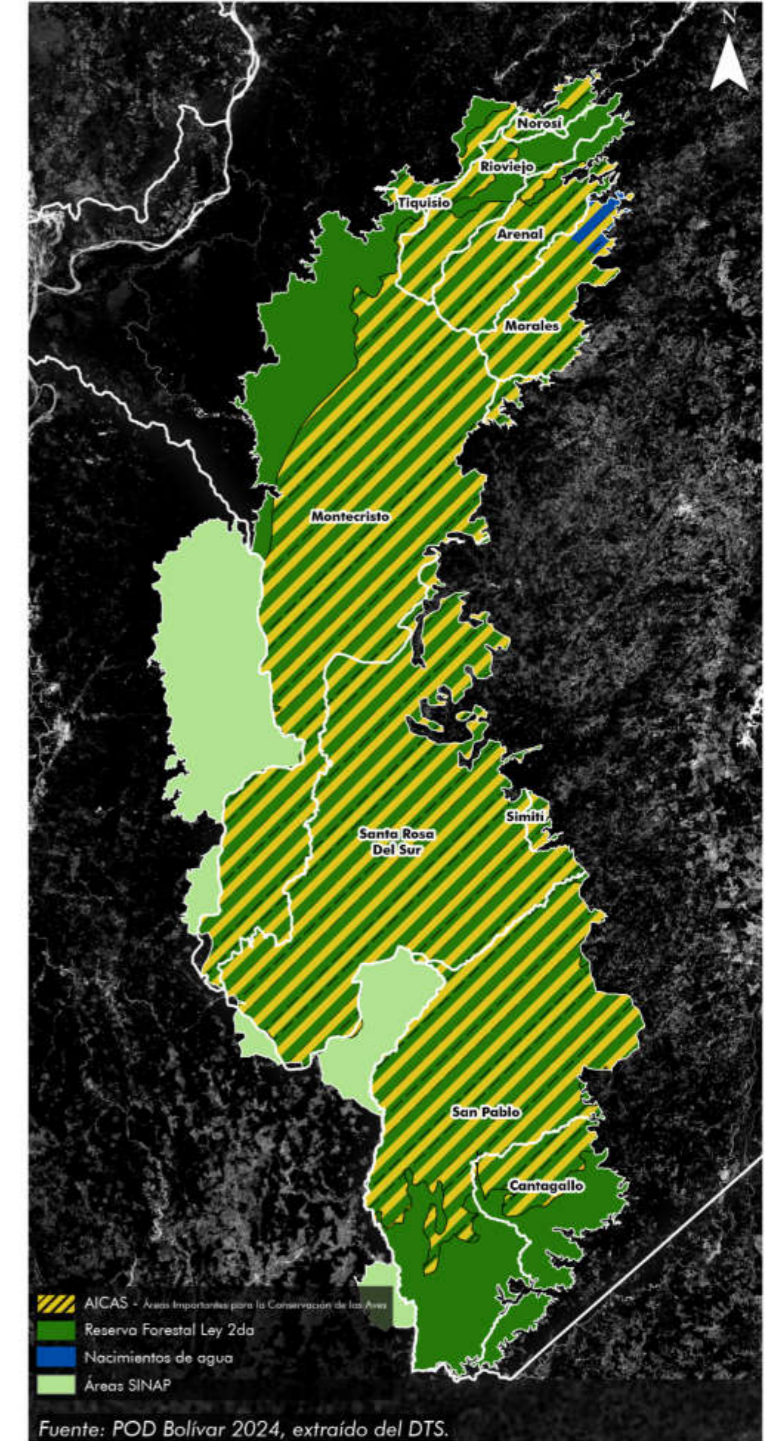 N
Norosí
Rioviejo
Tiquisio
Arenal
Morales
Montecristo
Simití
Santa Rosa
Del Sur
San Pablo
Cantagallo
AICAS - Áreas Importantes para la Conservación de las Aves
Reserva Forestal Ley 2da
Nacimientos de agua
Áreas SINAP
Fuente: POD Bolívar 2024, extraído del DTS.